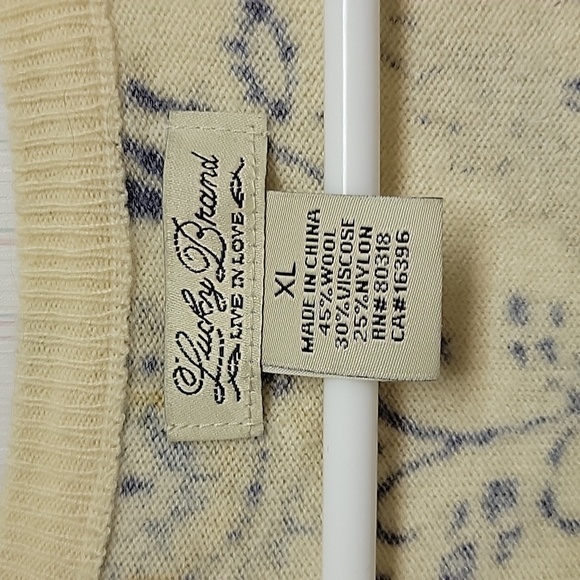 Lucky Brand
LIVE IN LOVE
XL
MADE IN CHINA
45% WOOL
30% VISCOSE
25% NYLON
RN# 80318
CA# 16396